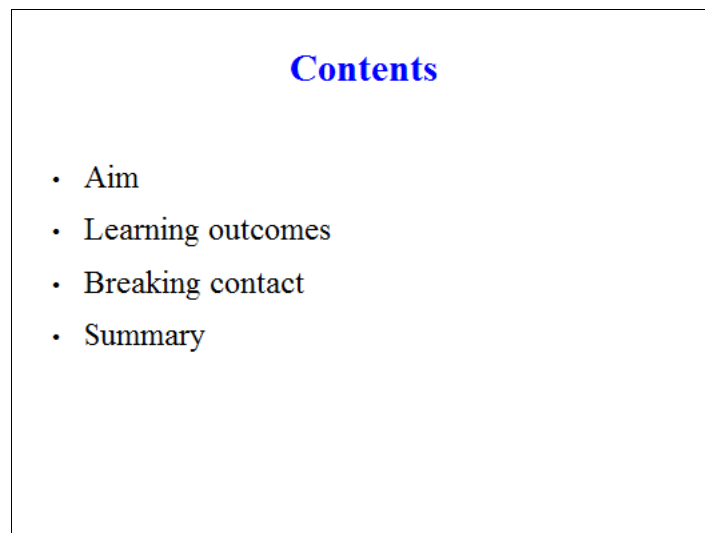 Contents
• Aim
• Learning outcomes
• Breaking contact
• Summary